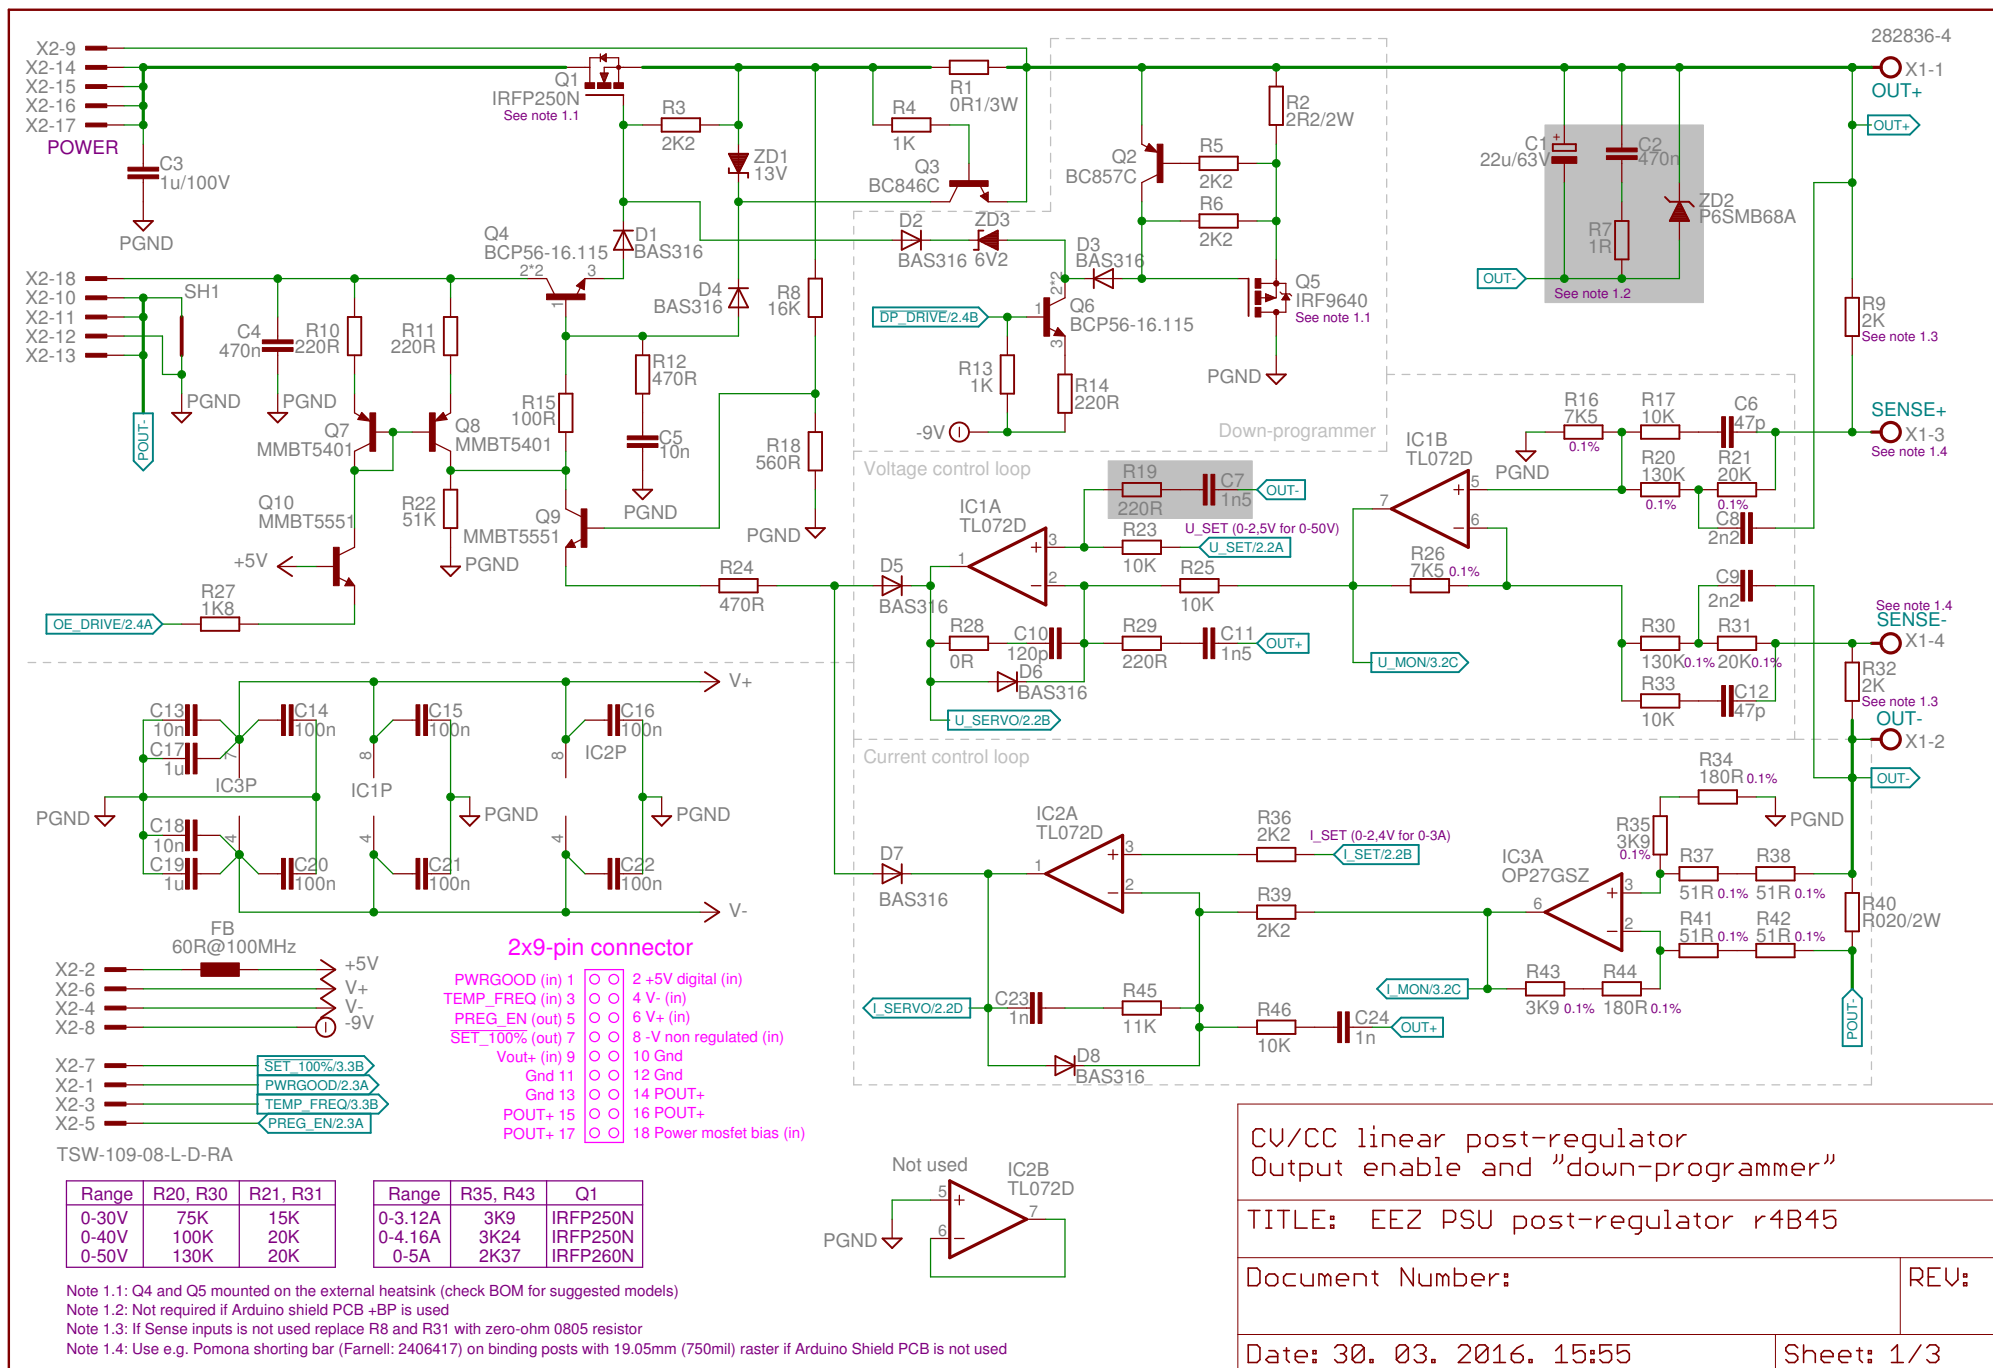 282836-4
X2-9
X2-14
X2-15
X2-16
X2-17
POWER
C3
1u/100V
PGND
Q1
IRFP250N
See note 1.1
R3
2K2
ZD1
13V
R4
1K
R1
0R1/3W
Q3
BC846C
Q2
BC857C
R5
2K2
R6
2K2
R2
2R2/2W
C1
+
22u/63V
C2
470n
R7
1R
ZD2
P6SMB68A
OUT-
See note 1.2
X1-1
OUT+
OUT+
X2-18
X2-10
X2-11
X2-12
X2-13
SH1
PGND
POUT-
C4
470n
PGND
R10
220R
R11
220R
Q4
BCP56-16.115
2*2
3
1
D1
BAS316
D4
BAS316
R8
16K
D2
BAS316
ZD3
6V2
D3
BAS316
DP_DRIVE/2.4B
2*2
1
3
Q6
BCP56-16.115
Q5
IRF9640
See note 1.1
PGND
R13
1K
R14
220R
-9V
Down-programmer
R9
2K
See note 1.3
Q7
MMBT5401
Q8
MMBT5401
R12
470R
R15
100R
C5
10n
PGND
R18
560R
PGND
Q10
MMBT5551
+5V
R22
51K
PGND
Q9
MMBT5551
R27
1K8
OE_DRIVE/2.4A
R24
470R
Voltage control loop
R19
220R
C7
1n5
OUT-
U_SET (0-2,5V for 0-50V)
U_SET/2.2A
IC1A
TL072D
1
3
2
+
−
R23
10K
R25
10K
D5
BAS316
R28
0R
C10
120p
R29
220R
C11
1n5
OUT+
D6
BAS316
U_SERVO/2.2B
IC1B
TL072D
7
5
6
+
−
R26
7K5 0.1%
U_MON/3.2C
R16
7K5
0.1%
PGND
R17
10K
C6
47p
R20
130K
0.1%
R21
20K
0.1%
C8
2n2
SENSE+
X1-3
See note 1.4
C9
2n2
See note 1.4
SENSE-
X1-4
R30
130K 0.1%
R31
20K 0.1%
R33
10K
C12
47p
R32
2K
See note 1.3
OUT-
X1-2
OUT-
V+
C13
10n
C14
100n
C17
1u
7
IC3P
C15
100n
8
IC1P
C16
100n
8
IC2P
PGND
PGND
PGND
C18
10n
C19
1u
4
C20
100n
4
C21
100n
4
C22
100n
V-
Current control loop
IC2A
TL072D
1
3
2
+
−
R36
2K2
I_SET (0-2,4V for 0-3A)
I_SET/2.2B
D7
BAS316
R39
2K2
IC3A
OP27GSZ
6
3
2
+
−
R34
180R 0.1%
PGND
R35
3K9
0.1%
R37
51R 0.1%
R38
51R 0.1%
R41
51R 0.1%
R42
51R 0.1%
R40
R020/2W
R43
3K9 0.1%
R44
180R 0.1%
I_MON/3.2C
POUT-
I_SERVO/2.2D
C23
1n
R45
11K
R46
10K
C24
1n
OUT+
D8
BAS316
FB
60R@100MHz
X2-2
+5V
X2-6
V+
X2-4
V-
X2-8
-9V
X2-7
SET_100%/3.3B
X2-1
PWRGOOD/2.3A
X2-3
TEMP_FREQ/3.3B
X2-5
PREG_EN/2.3A
TSW-109-08-L-D-RA
2x9-pin connector
PWRGOOD (in) 1 2 +5V digital (in)
TEMP_FREQ (in) 3 4 V- (in)
PREG_EN (out) 5 6 V+ (in)
SET_100% (out) 7 8 -V non regulated (in)
Vout+ (in) 9 10 Gnd
Gnd 11 12 Gnd
Gnd 13 14 POUT+
POUT+ 15 16 POUT+
POUT+ 17 18 Power mosfet bias (in)
Range R20, R30 R21, R31
0-30V 75K 15K
0-40V 100K 20K
0-50V 130K 20K
Range R35, R43 Q1
0-3.12A 3K9 IRFP250N
0-4.16A 3K24 IRFP250N
0-5A 2K37 IRFP260N
Not used
IC2B
TL072D
5
6
7
+
−
PGND
Note 1.1: Q4 and Q5 mounted on the external heatsink (check BOM for suggested models)
Note 1.2: Not required if Arduino shield PCB +BP is used
Note 1.3: If Sense inputs is not used replace R8 and R31 with zero-ohm 0805 resistor
Note 1.4: Use e.g. Pomona shorting bar (Farnell: 2406417) on binding posts with 19.05mm (750mil) raster if Arduino Shield PCB is not used
CV/CC linear post-regulator
Output enable and "down-programmer"
TITLE: EEZ PSU post-regulator r4B45
Document Number:
REV:
Date: 30. 03. 2016. 15:55
Sheet: 1/3